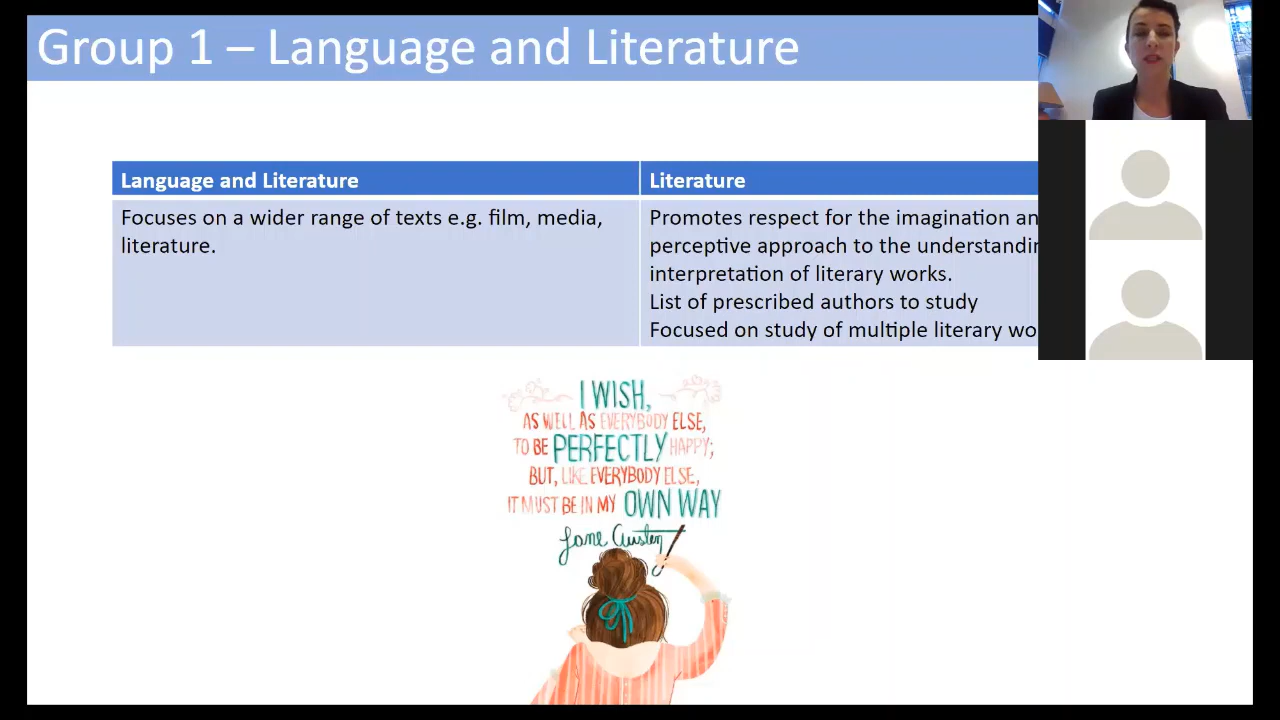 Group 1 – Language and Literature
Language and Literature
Focuses on a wider range of texts e.g. film, media,
literature.
Literature
Promotes respect for the imagination
perceptive approach to the
interpretation of literary works.
List of prescribed authors to study
Focused on study of multiple literary
I WISH,
AS WELL AS EVERYBODY ELSE,
TO BE PERFECTLY HAPPY;
BUT, LIKE EVERYBODY ELSE,
IT MUST BE IN MY OWN WAY
Jane Austen